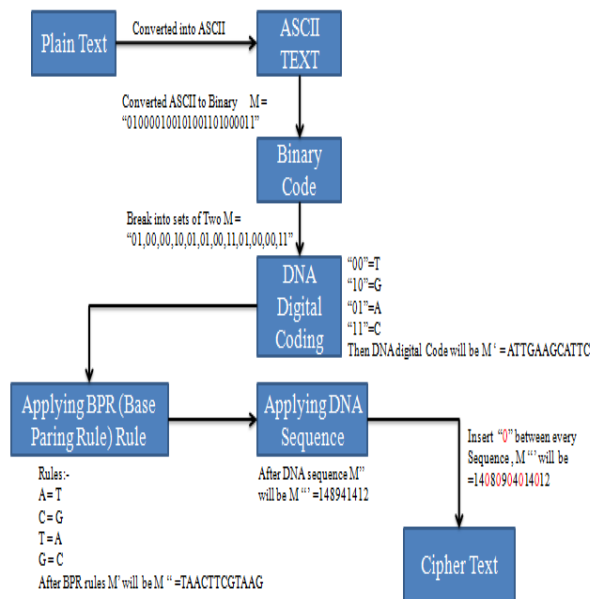 Plain Text
Converted into ASCII
ASCII
TEXT
Converted ASCII to Binary M =
“010000100101001101000011”
Binary
Code
Break into sets of Two M =
“01,00,00,10,01,01,00,11,01,00,00,11”
DNA
Digital
Coding
“00”=T
“10”=G
“01”=A
“11”=C
Then DNA digital Code will be M ‘ = ATTGAAGCATTC
Applying BPR (Base
Paring Rule) Rule
Applying DNA
Sequence
Insert “0” between every
Sequence , M “’ will be
=14080904014012
Rules:-
A= T
C= G
T= A
G= C
After BPR rules M’ will be M “ =TAACTTCGTAAG
After DNA sequence M”
will be M “’ =148941412
Cipher Text